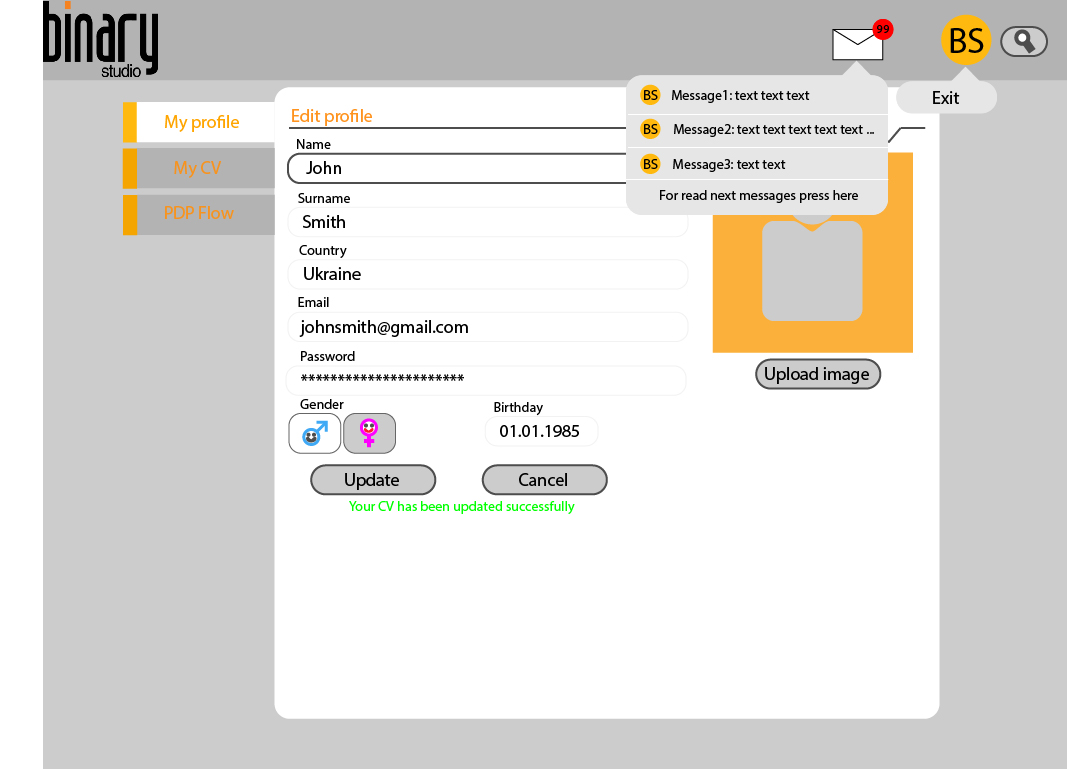 binary
studio
99
BS
Exit
BS Message1: text text text
BS Message2: text text text text text ...
BS Message3: text text
For read next messages press here
My profile
My CV
PDP Flow
Edit profile
Name
John
Surname
Smith
Country
Ukraine
Email
johnsmith@gmail.com
Password
**********************
Gender
Birthday
01.01.1985
Upload image
Update
Cancel
Your CV has been updated successfully